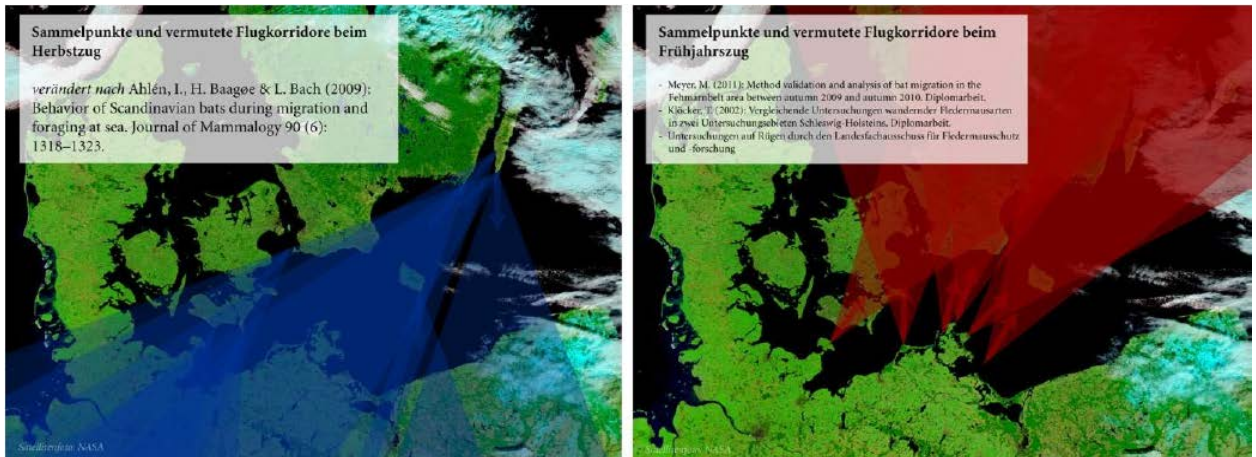 Sammelpunkte und vermutete Flugkorridore beim
Herbstzug
verändert nach Ahlén, I., H. Baagøe & L. Bach (2009):
Behavior of Scandinavian bats during migration and
foraging at sea. Journal of Mammalogy 90 (6):
1318–1323.
Satellitenfoto: NASA
Sammelpunkte und vermutete Flugkorridore beim
Frühjahrszug
- Meyer, M. (2011): Method validation and analysis of bat migration in the
Fehmarnbelt area between autumn 2009 and autumn 2010. Diplomarbeit.
- Klöcker, T. (2002): Vergleichende Untersuchungen wandernder Fledermausarten
in zwei Untersuchungsgebieten Schleswig-Holsteins. Diplomarbeit.
- Untersuchungen auf Rügen durch den Landesfachausschuss für Fledermausschutz
und -forschung
Satellitenfoto: NASA